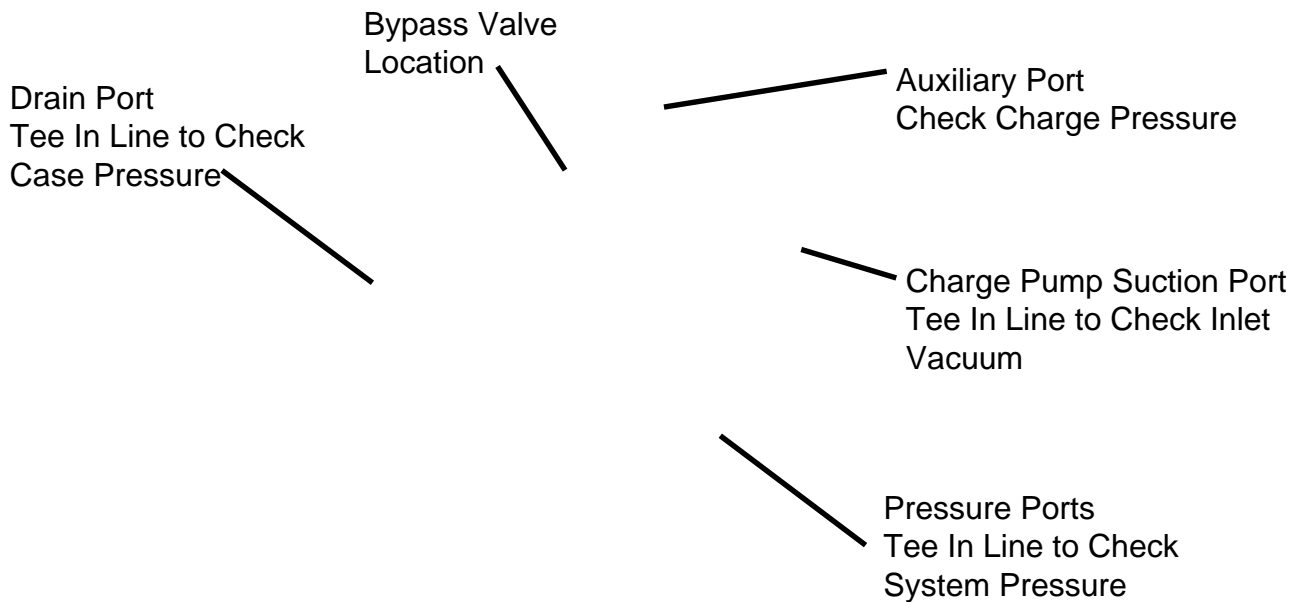 Bypass Valve
Location
Drain Port
Tee In Line to Check
Case Pressure
Auxiliary Port
Check Charge Pressure
Charge Pump Suction Port
Tee In Line to Check Inlet
Vacuum
Pressure Ports
Tee In Line to Check
System Pressure